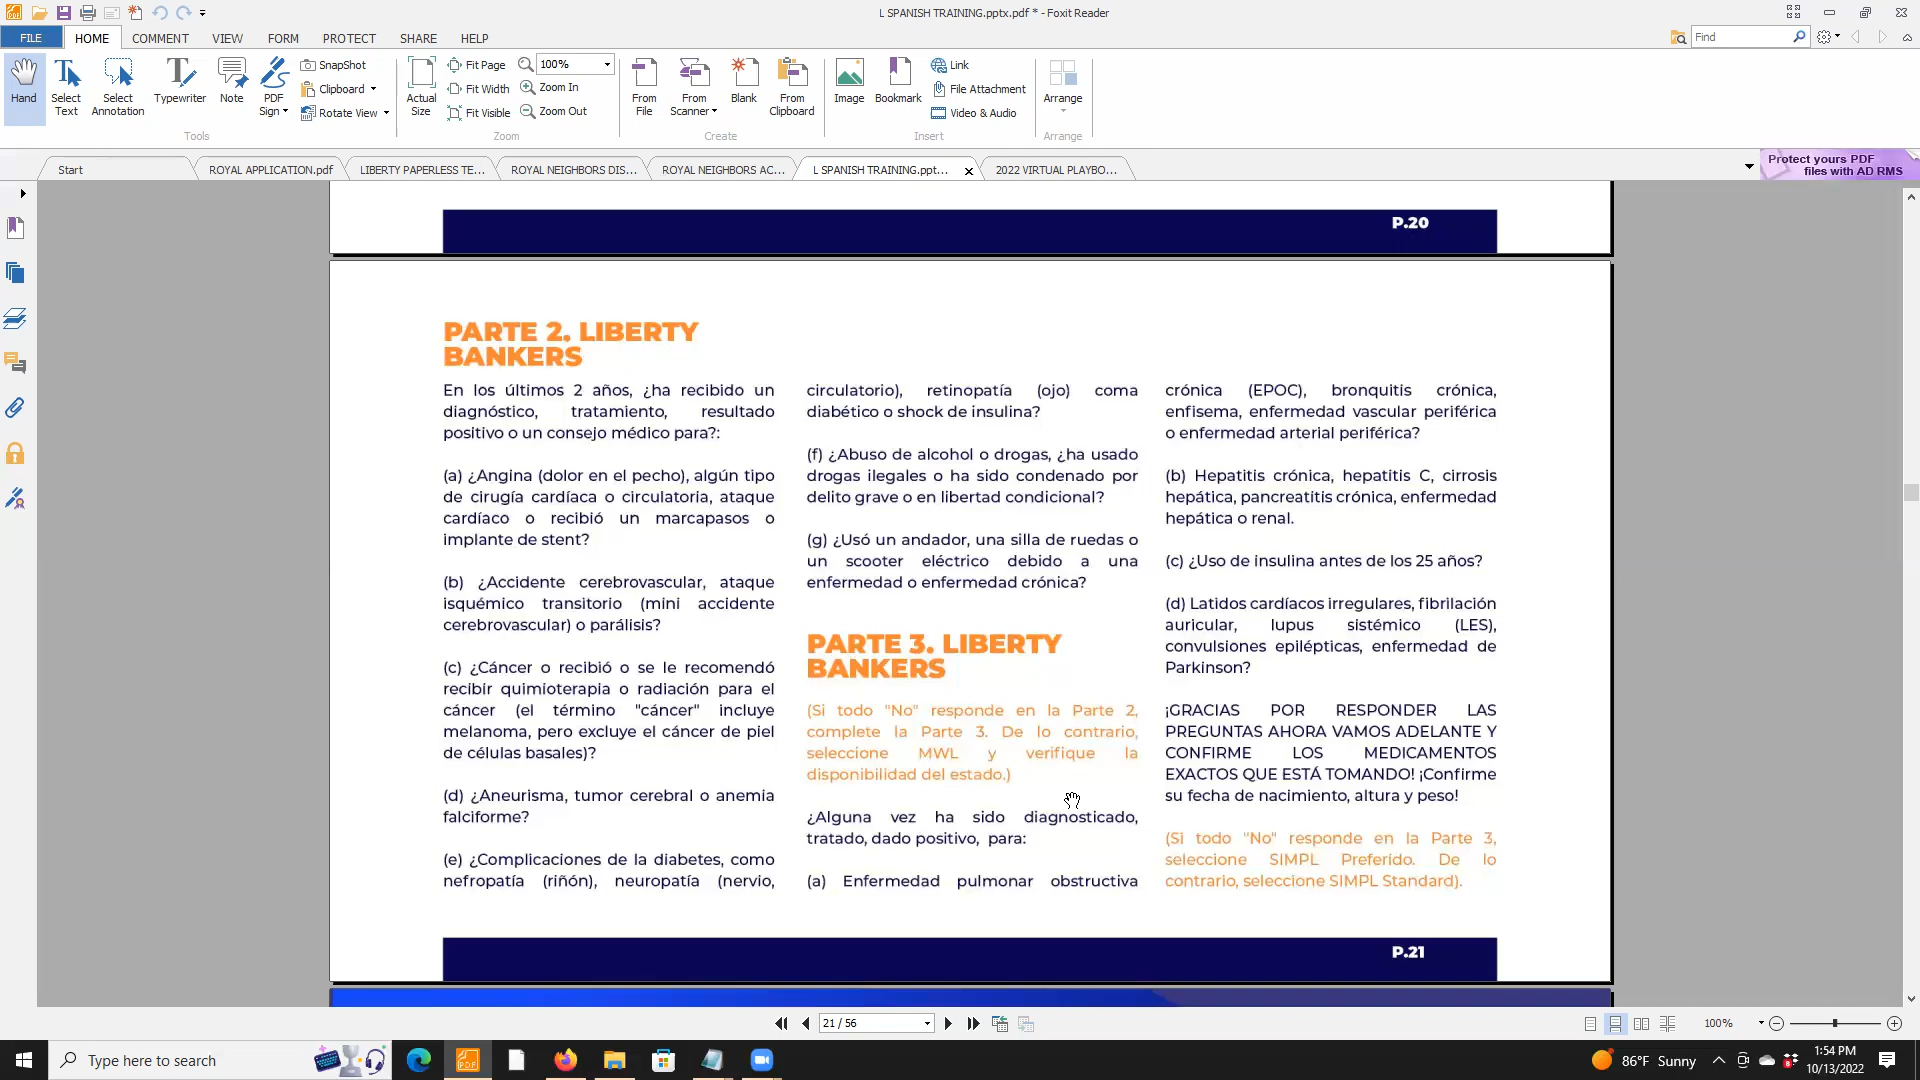 L SPANISH TRAINING.pptx.pdf * - Foxit Reader
FILE
HOME
COMMENT
VIEW
FORM
PROTECT
SHARE
HELP
Find
Hand
Select Text
Select Annotation
Typewriter
Note
PDF Sign
SnapShot
Clipboard
Rotate View
Tools
Actual Size
Fit Page
Fit Width
Fit Visible
100%
Zoom In
Zoom Out
Zoom
From File
From Scanner
Blank
From Clipboard
Create
Image
Bookmark
Link
File Attachment
Video & Audio
Insert
Arrange
Arrange
Start
ROYAL APPLICATION.pdf
LIBERTY PAPERLESS TE...
ROYAL NEIGHBORS DIS...
ROYAL NEIGHBORS AC...
L SPANISH TRAINING.ppt...
2022 VIRTUAL PLAYBO...
Protect yours PDF
files with AD RMS
P.20
PARTE 2. LIBERTY
BANKERS
En los últimos 2 años, ¿ha recibido un
diagnóstico, tratamiento, resultado
positivo o un consejo médico para?:
(a) ¿Angina (dolor en el pecho), algún tipo
de cirugía cardíaca o circulatoria, ataque
cardíaco o recibió un marcapasos o
implante de stent?
(b) ¿Accidente cerebrovascular, ataque
isquémico transitorio (mini accidente
cerebrovascular) o parálisis?
(c) ¿Cáncer o recibió o se le recomendó
recibir quimioterapia o radiación para el
cáncer (el término "cáncer" incluye
melanoma, pero excluye el cáncer de piel
de células basales)?
(d) ¿Aneurisma, tumor cerebral o anemia
falciforme?
(e) ¿Complicaciones de la diabetes, como
nefropatía (riñón), neuropatía (nervio,
circulatorio), retinopatía (ojo) coma
diabético o shock de insulina?
(f) ¿Abuso de alcohol o drogas, ¿ha usado
drogas ilegales o ha sido condenado por
delito grave o en libertad condicional?
(g) ¿Usó un andador, una silla de ruedas o
un scooter eléctrico debido a una
enfermedad o enfermedad crónica?
PARTE 3. LIBERTY
BANKERS
(Si todo "No" responde en la Parte 2,
complete la Parte 3. De lo contrario,
seleccione MWL y verifique la
disponibilidad del estado.)
¿Alguna vez ha sido diagnosticado,
tratado, dado positivo, para:
(a) Enfermedad pulmonar obstructiva
crónica (EPOC), bronquitis crónica,
enfisema, enfermedad vascular periférica
o enfermedad arterial periférica?
(b) Hepatitis crónica, hepatitis C, cirrosis
hepática, pancreatitis crónica, enfermedad
hepática o renal.
(c) ¿Uso de insulina antes de los 25 años?
(d) Latidos cardíacos irregulares, fibrilación
auricular, lupus sistémico (LES),
convulsiones epilépticas, enfermedad de
Parkinson?
¡GRACIAS POR RESPONDER LAS
PREGUNTAS AHORA VAMOS ADELANTE Y
CONFIRME LOS MEDICAMENTOS
EXACTOS QUE ESTÁ TOMANDO! ¡Confirme
su fecha de nacimiento, altura y peso!
(Si todo "No" responde en la Parte 3,
seleccione SIMPL Preferido. De lo
contrario, seleccione SIMPL Standard).
P.21
21 / 56
100%
Type here to search
86°F Sunny
1:54 PM
10/13/2022